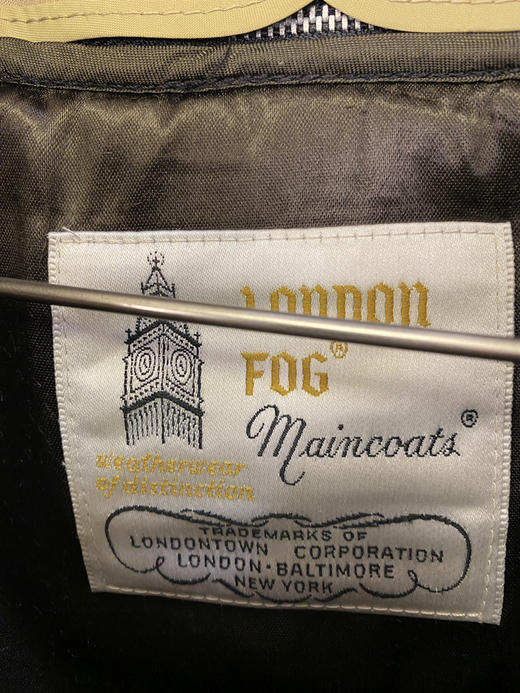 LONDON
FOG®
Maincoats®
weatherwear
of distinction
TRADEMARKS OF
LONDONTOWN CORPORATION
LONDON·BALTIMORE
NEW YORK